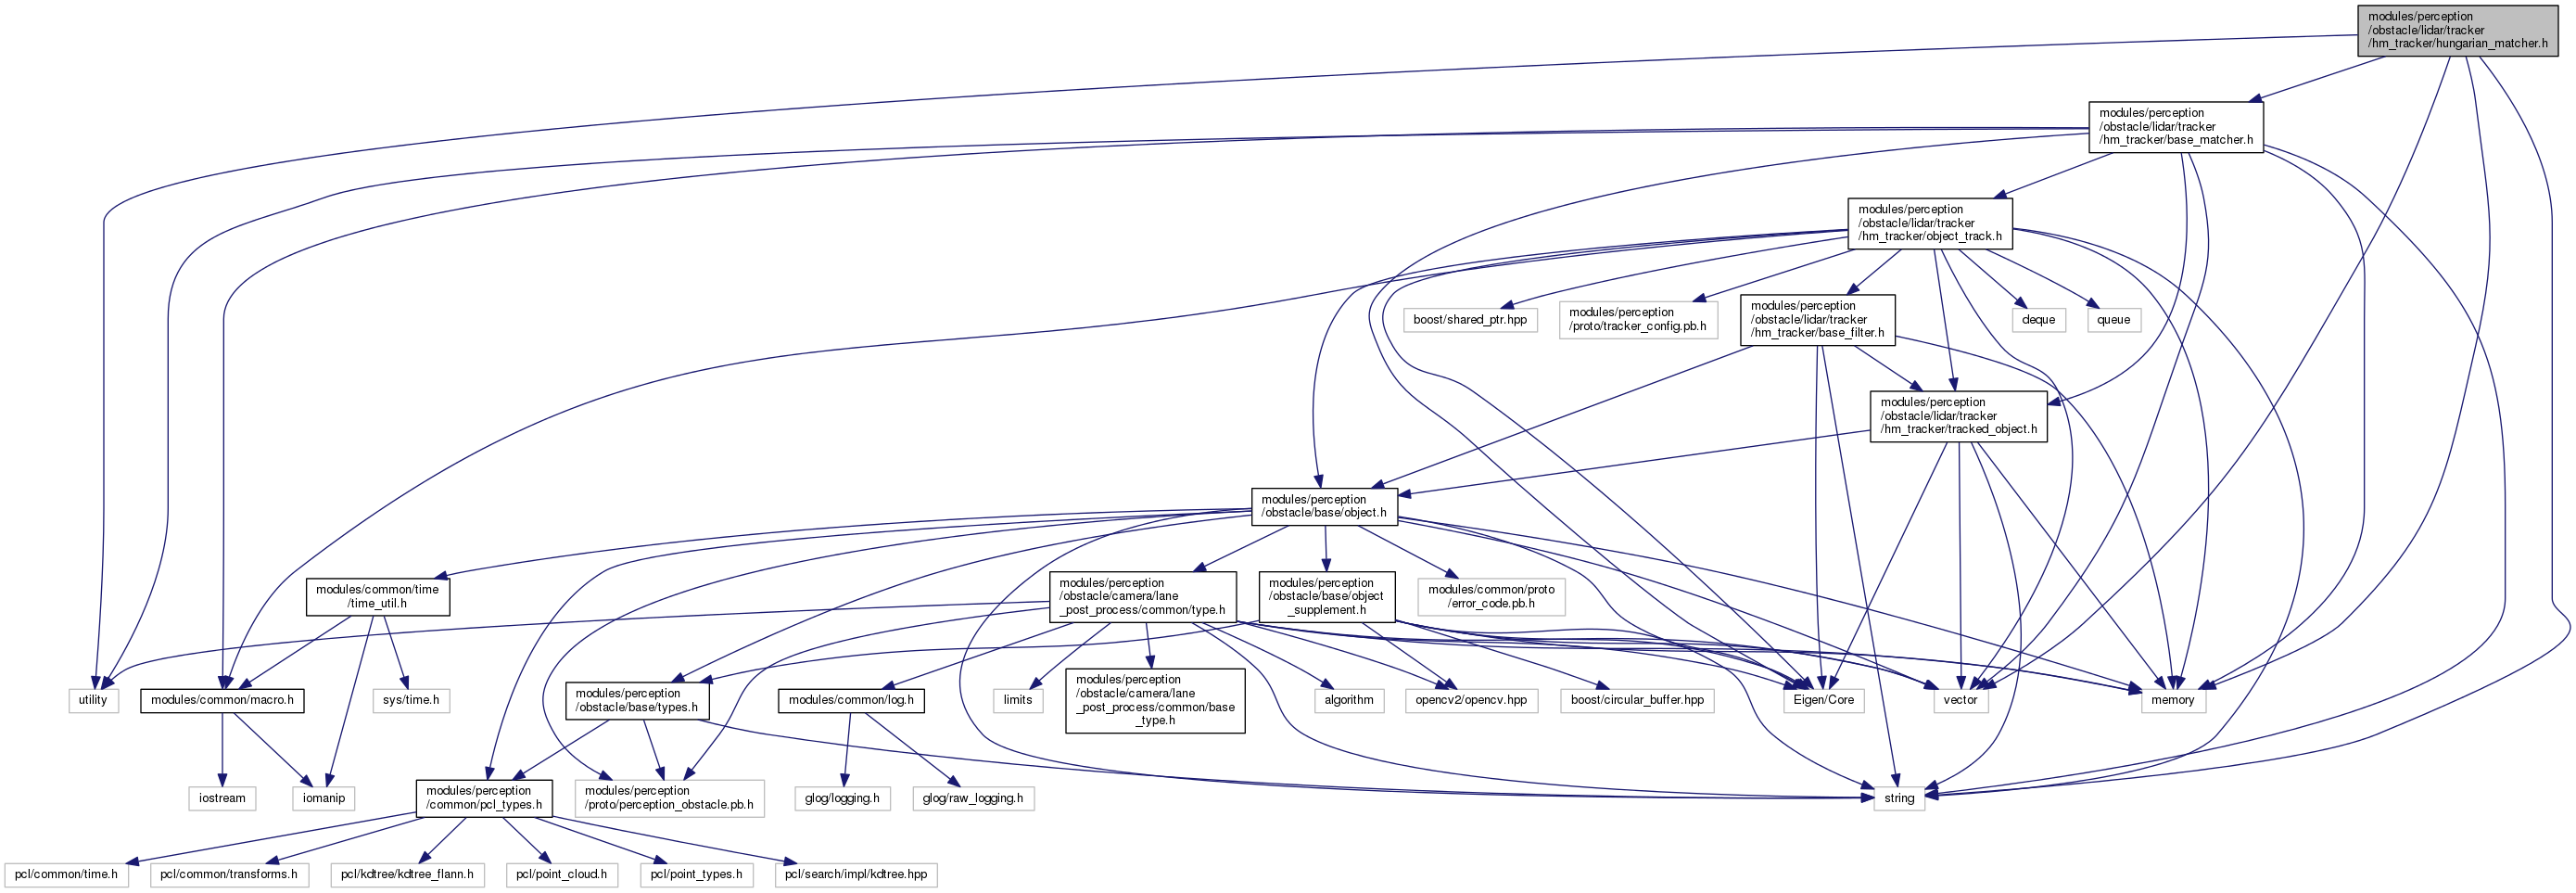 modules/perception
/obstacle/lidar/tracker
/hm_tracker/hungarian_matcher.h
modules/perception
/obstacle/lidar/tracker
/hm_tracker/base_matcher.h
modules/perception
/obstacle/lidar/tracker
/hm_tracker/object_track.h
boost/shared_ptr.hpp
modules/perception
/proto/tracker_config.pb.h
modules/perception
/obstacle/lidar/tracker
/hm_tracker/base_filter.h
deque
queue
modules/perception
/obstacle/lidar/tracker
/hm_tracker/tracked_object.h
modules/perception
/obstacle/base/object.h
modules/common/time
/time_util.h
modules/perception
/obstacle/camera/lane
_post_process/common/type.h
modules/perception
/obstacle/base/object
_supplement.h
modules/common/proto
/error_code.pb.h
utility
modules/common/macro.h
sys/time.h
modules/perception
/obstacle/base/types.h
modules/common/log.h
limits
modules/perception
/obstacle/camera/lane
_post_process/common/base
_type.h
algorithm
opencv2/opencv.hpp
boost/circular_buffer.hpp
Eigen/Core
vector
memory
iostream
iomanip
modules/perception
/common/pcl_types.h
modules/perception
/proto/perception_obstacle.pb.h
glog/logging.h
glog/raw_logging.h
string
pcl/common/time.h
pcl/common/transforms.h
pcl/kdtree/kdtree_flann.h
pcl/point_cloud.h
pcl/point_types.h
pcl/search/impl/kdtree.hpp